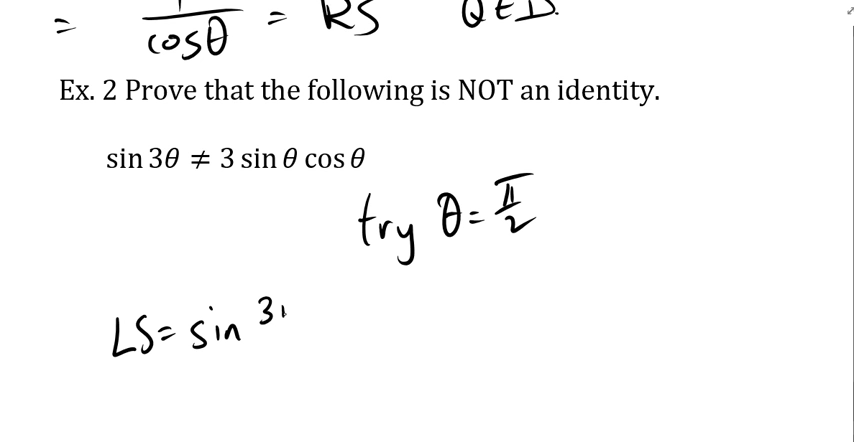 = 1/cosθ = RS QED.
Ex. 2 Prove that the following is NOT an identity.
sin 3θ ≠ 3 sin θ cos θ
try θ = π/2
LS = sin 3